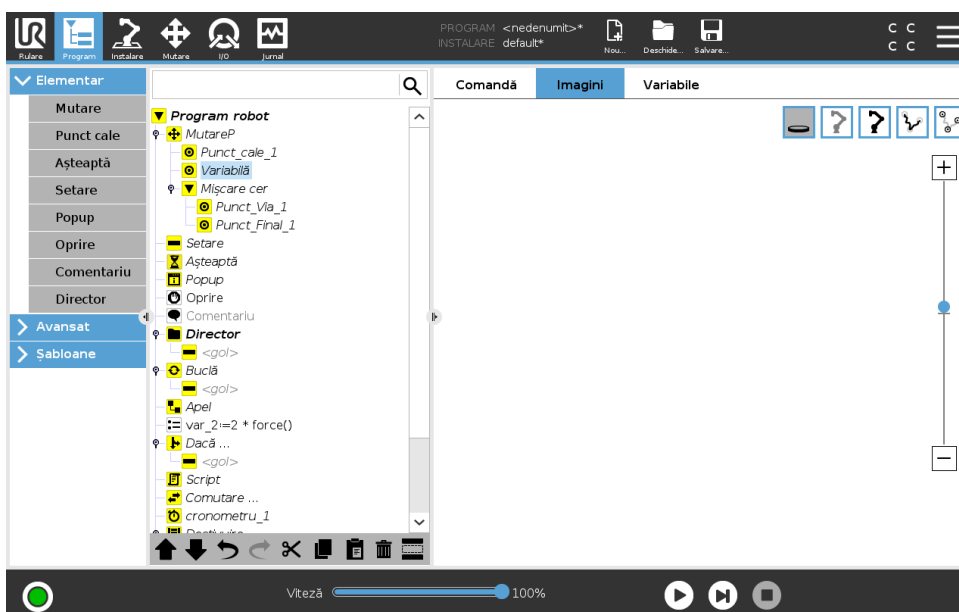 PROGRAM <nedenumit>*
INSTALARE default*
Rulare
Program
Instalare
Mutare
I/O
Jurnal
Nou...
Deschide...
Salvare...
C C
C C
Elementar
Mutare
Punct cale
Așteaptă
Setare
Popup
Oprire
Comentariu
Director
Avansat
Șabloane
Program robot
MutareP
Punct_cale_1
Variabilă
Mișcare cer
Punct_Via_1
Punct_Final_1
Setare
Așteaptă
Popup
Oprire
Comentariu
Director
<gol>
Buclă
<gol>
Apel
var_2:=2 * force()
Dacă ...
<gol>
Script
Comutare ...
cronometru_1
Comandă
Imagini
Variabile
Viteză
100%